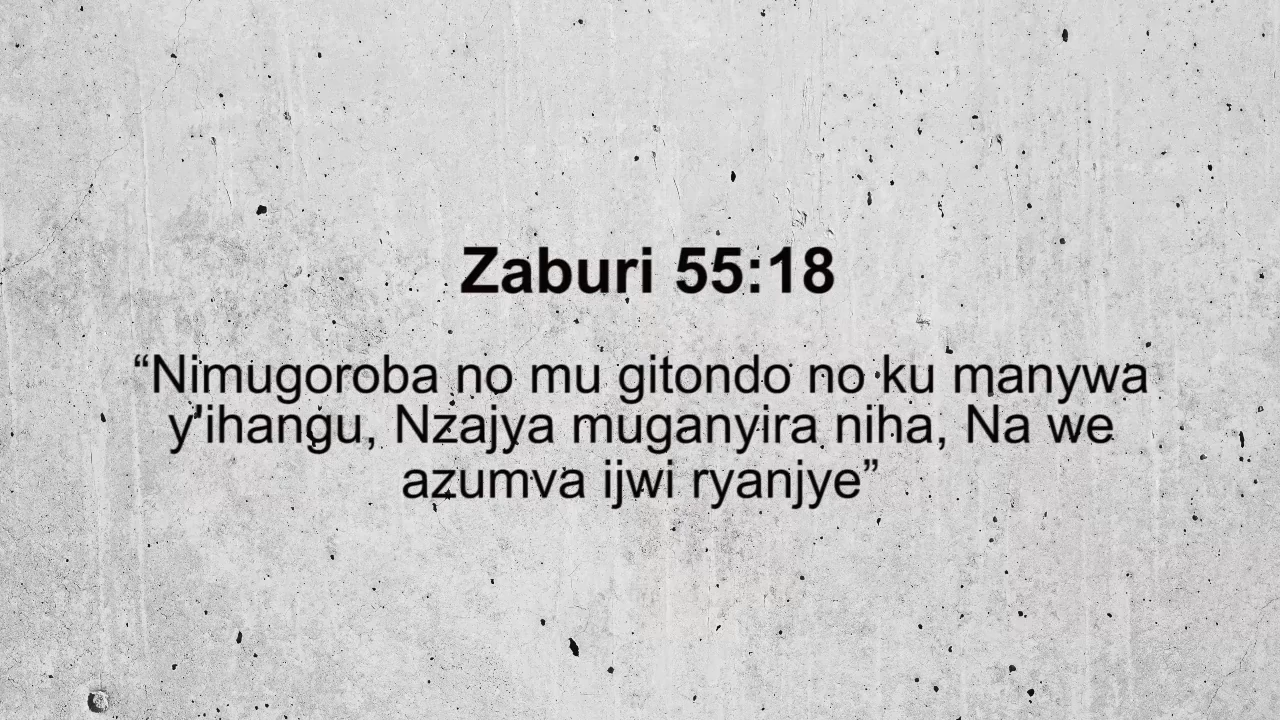 Zaburi 55:18
“Nimugoroba no mu gitondo no ku manywa
y'ihangu, Nzajya muganyira niha, Na we
azumva ijwi ryanjye”